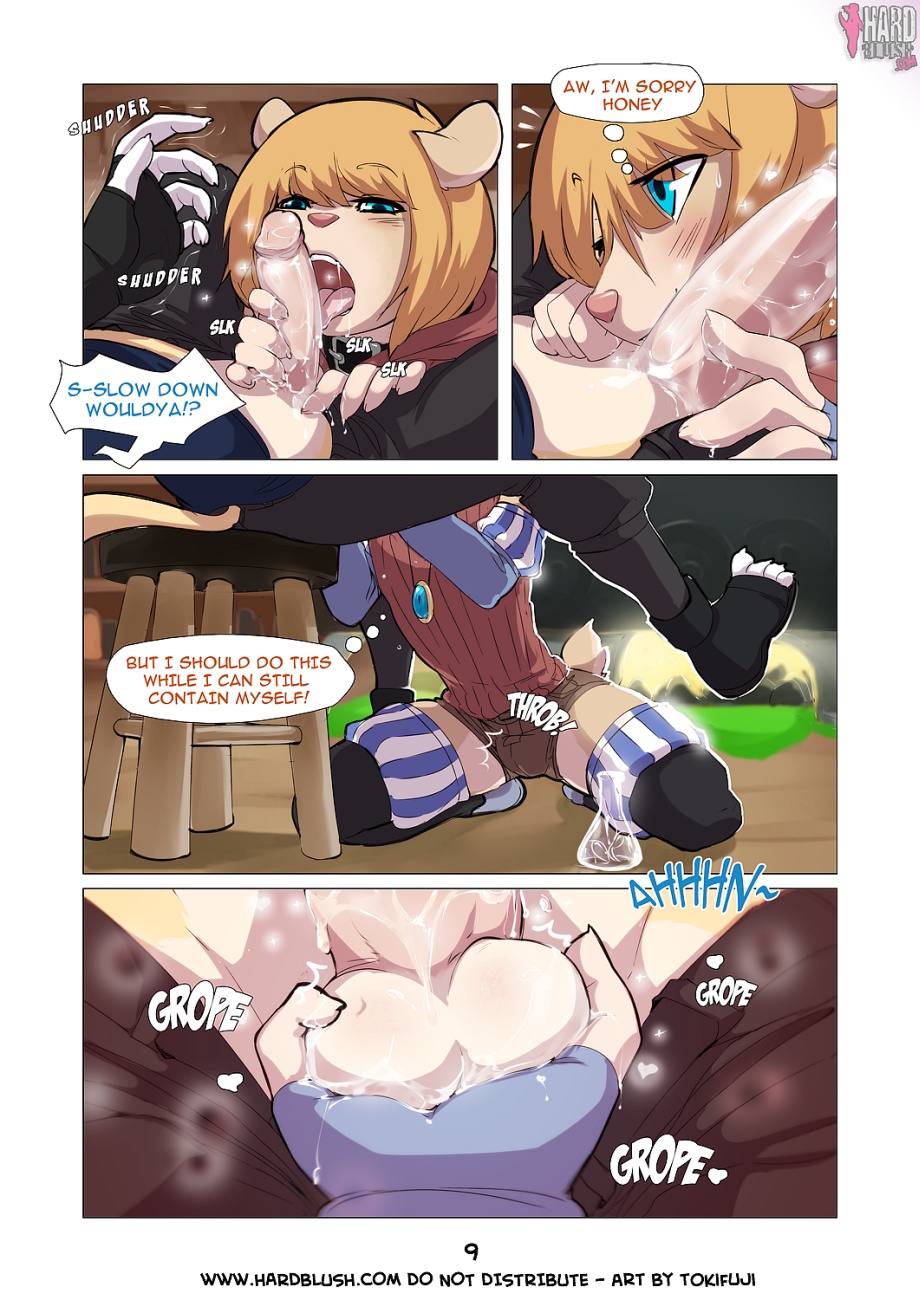 HARD
BLUSH
.COM
SHUDDER
AW, I'M SORRY
HONEY
SHUDDER
SLK
SLK
SLK
S-SLOW DOWN
WOULDYA!?
BUT I SHOULD DO THIS
WHILE I CAN STILL
CONTAIN MYSELF!
THROB!
AHHHN~
GROPE
GROPE
GROPE
9
WWW.HARDBLUSH.COM DO NOT DISTRIBUTE - ART BY TOKIFUJI